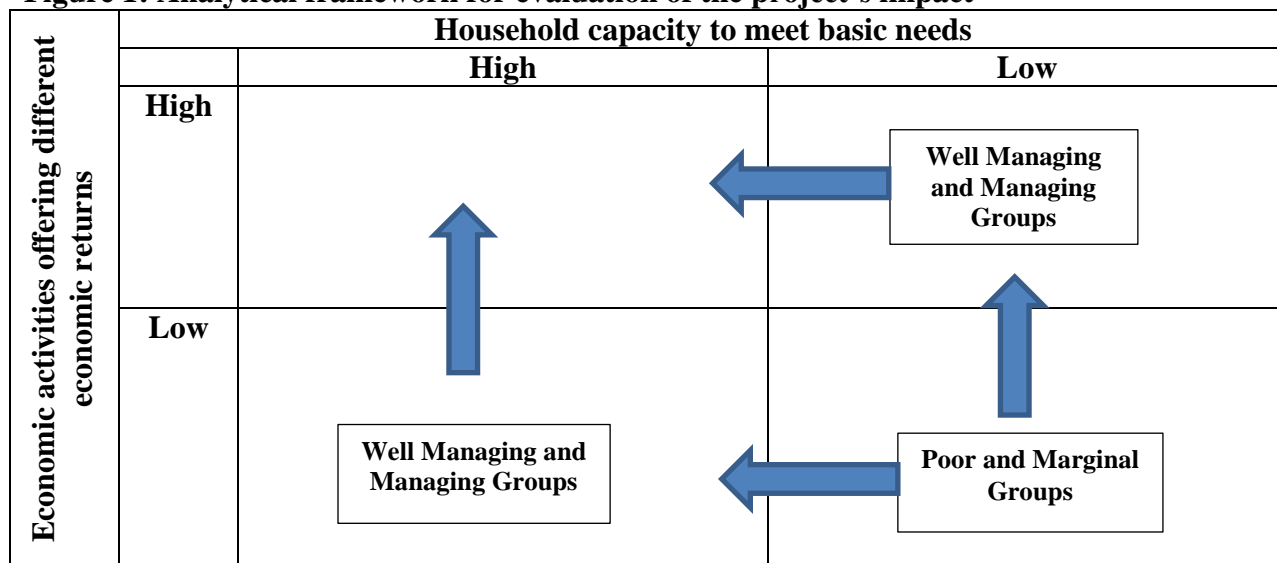 Figure 1: Analytical framework for evaluation of the project's impact
Household capacity to meet basic needs
High
Low
Economic activities offering different
economic returns
High
Well Managing
and Managing
Groups
Low
Well Managing and
Managing Groups
Poor and Marginal
Groups